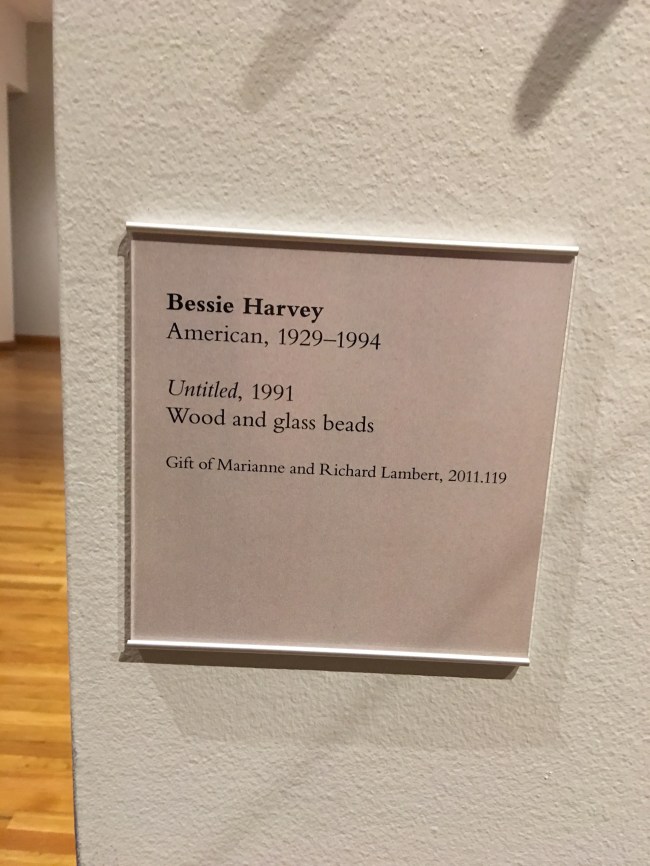 Bessie Harvey
American, 1929–1994
Untitled, 1991
Wood and glass beads
Gift of Marianne and Richard Lambert, 2011.119